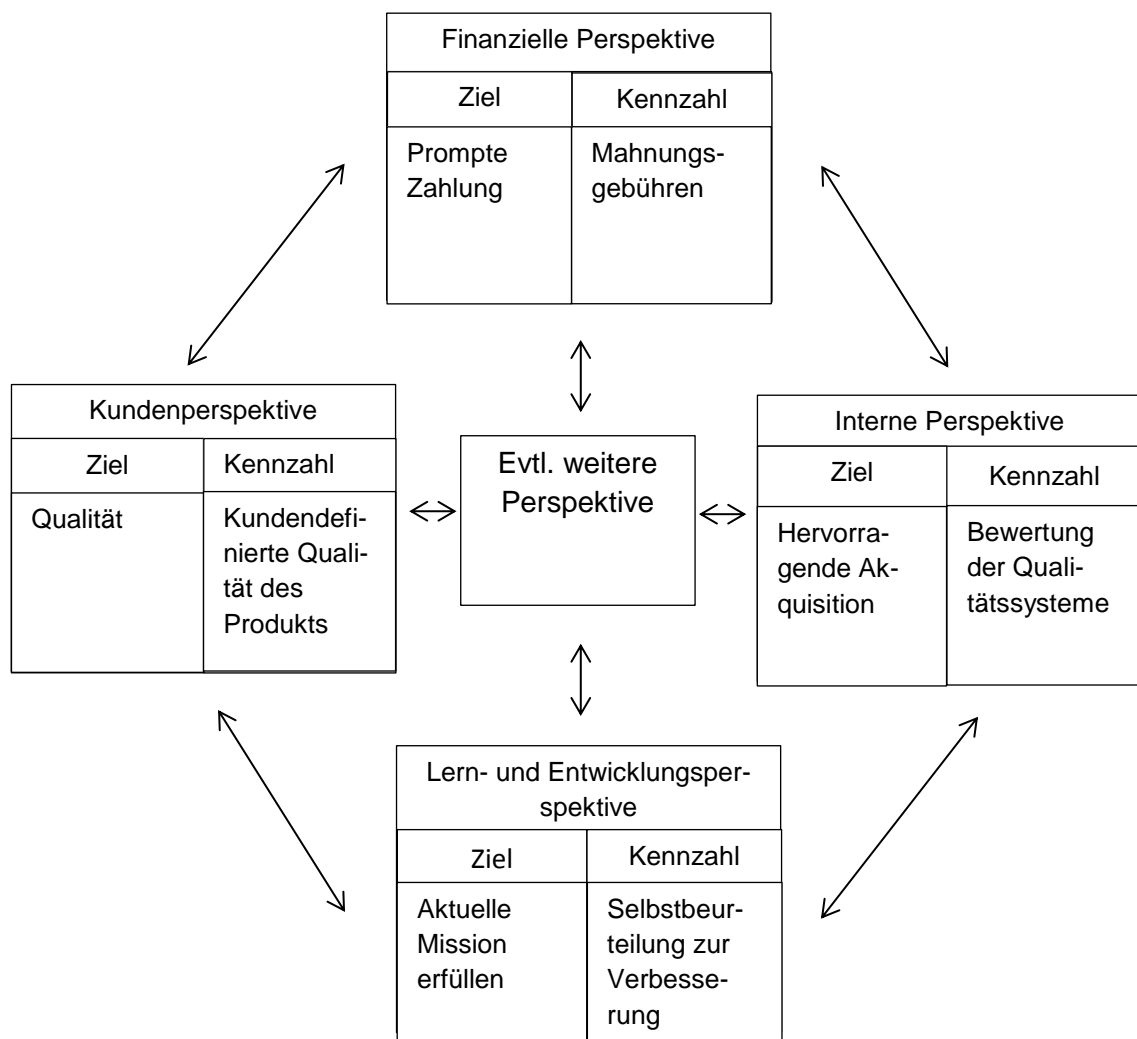 Finanzielle Perspektive
Ziel
Kennzahl
Prompte
Zahlung
Mahnungs-
gebühren
Kundenperspektive
Ziel
Kennzahl
Qualität
Kundendefi-
nierte Quali-
tät des
Produkts
Evtl. weitere
Perspektive
Interne Perspektive
Ziel
Kennzahl
Hervorra-
gende Ak-
quisition
Bewertung
der Quali-
tätssysteme
Lern- und Entwicklungsper-
spektive
Ziel
Kennzahl
Aktuelle
Mission
erfüllen
Selbstbeur-
teilung zur
Verbesse-
rung